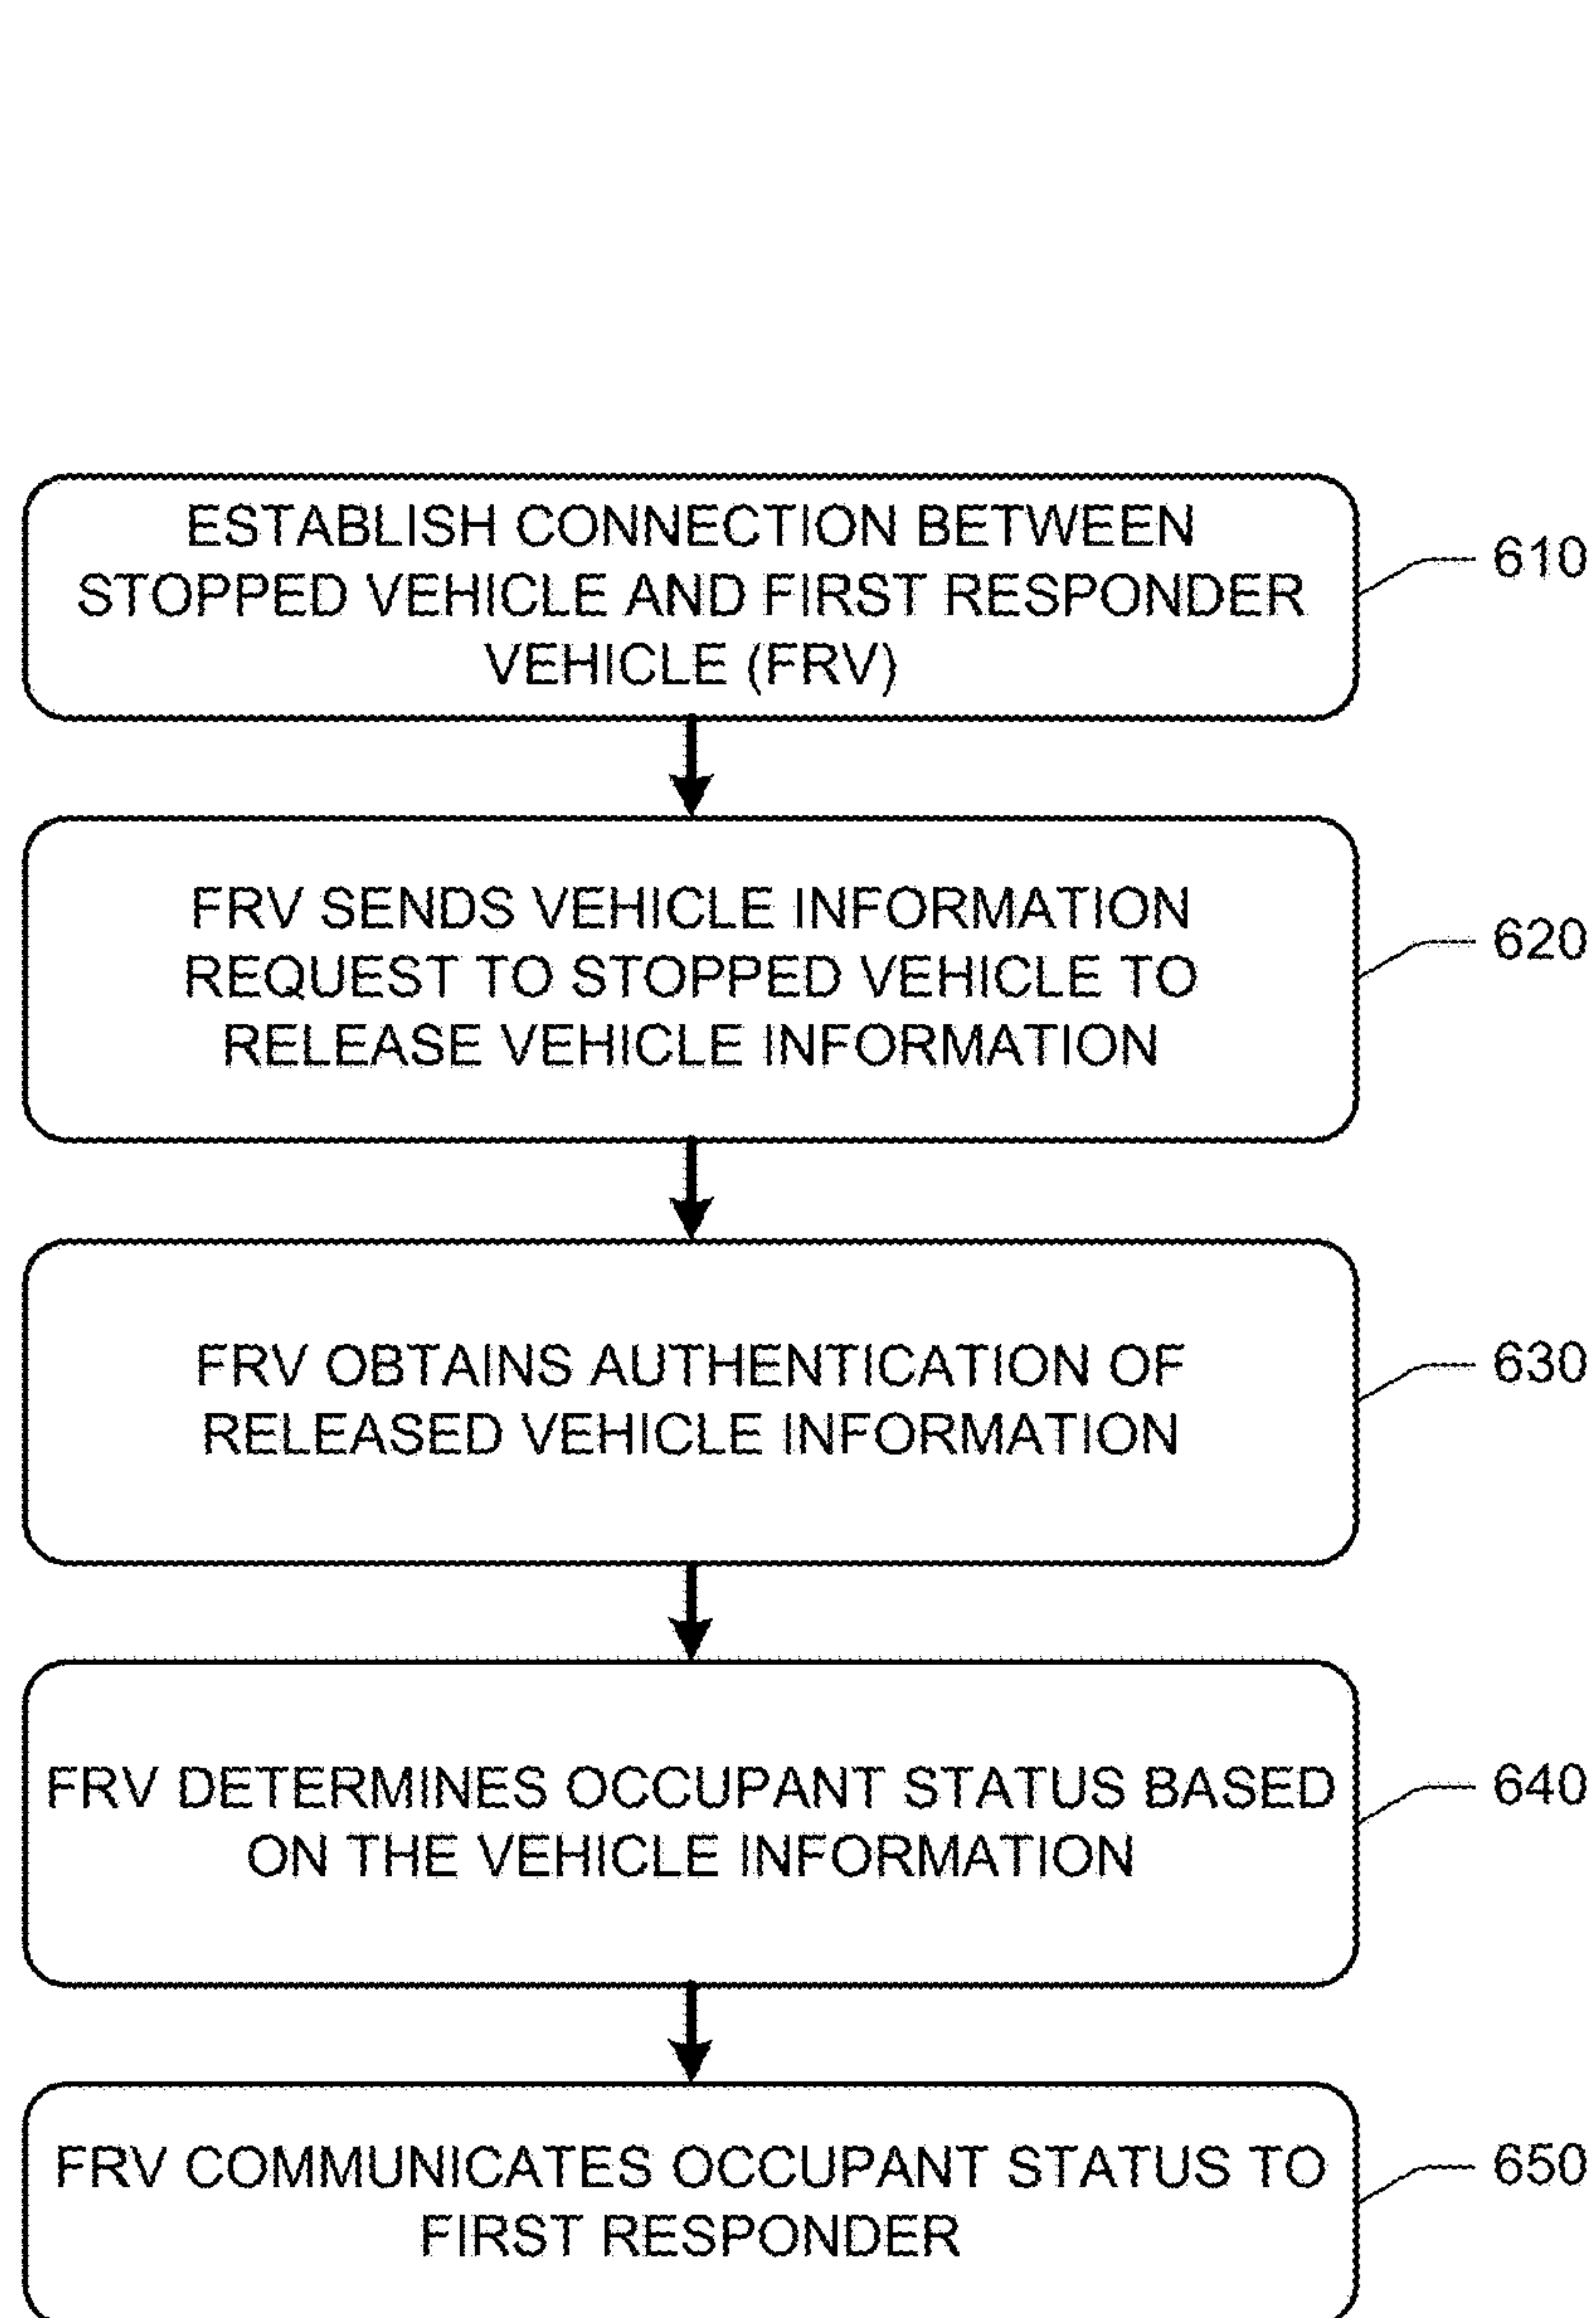 ESTABLISH CONNECTION BETWEEN
STOPPED VEHICLE AND FIRST RESPONDER
VEHICLE (FRV)
610
FRV SENDS VEHICLE INFORMATION
REQUEST TO STOPPED VEHICLE TO
RELEASE VEHICLE INFORMATION
620
FRV OBTAINS AUTHENTICATION OF
RELEASED VEHICLE INFORMATION
630
FRV DETERMINES OCCUPANT STATUS BASED
ON THE VEHICLE INFORMATION
640
FRV COMMUNICATES OCCUPANT STATUS TO
FIRST RESPONDER
650